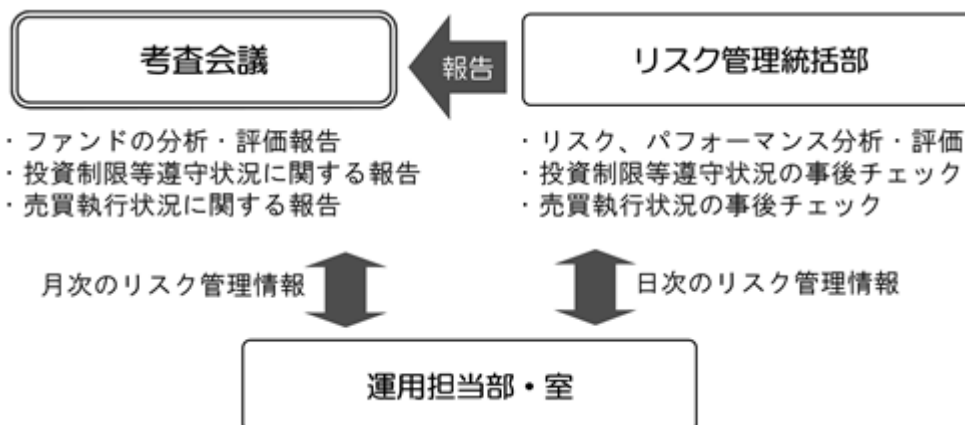 考査会議
報告
リスク管理統括部
・ファンドの分析・評価報告
・投資制限等遵守状況に関する報告
・売買執行状況に関する報告
・リスク、パフォーマンス分析・評価
・投資制限等遵守状況の事後チェック
・売買執行状況の事後チェック
月次のリスク管理情報
日次のリスク管理情報
運用担当部・室